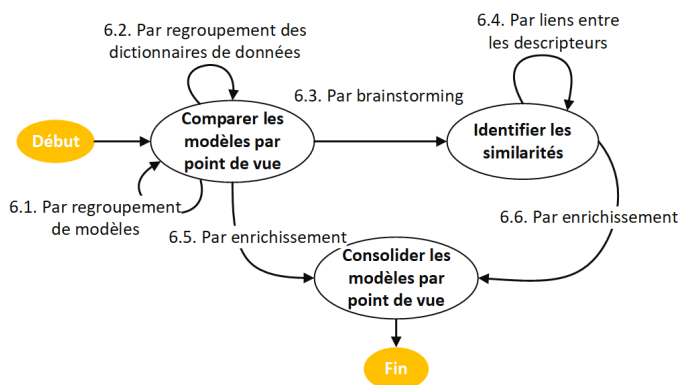 6.2. Par regroupement des
dictionnaires de données
6.4. Par liens entre
les descripteurs
6.3. Par brainstorming
Début
Comparer les
modèles par
point de vue
Identifier les
similarités
6.1. Par regroupement
de modèles
6.5. Par enrichissement
6.6. Par enrichissement
Consolider les
modèles par
point de vue
Fin